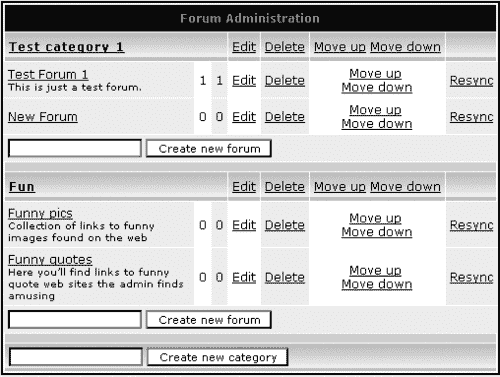 Forum Administration
Test category 1 Edit Delete Move up Move down
Test Forum 1 1 1 Edit Delete Move up Resync
This is just a test forum. Move down
New Forum 0 0 Edit Delete Move up Resync
Move down
Create new forum
Fun Edit Delete Move up Move down
Funny pics 0 0 Edit Delete Move up Resync
Collection of links to funny Move down
images found on the web
Funny quotes 0 0 Edit Delete Move up Resync
Here you'll find links to funny Move down
quote web sites the admin finds
amusing
Create new forum
Create new category